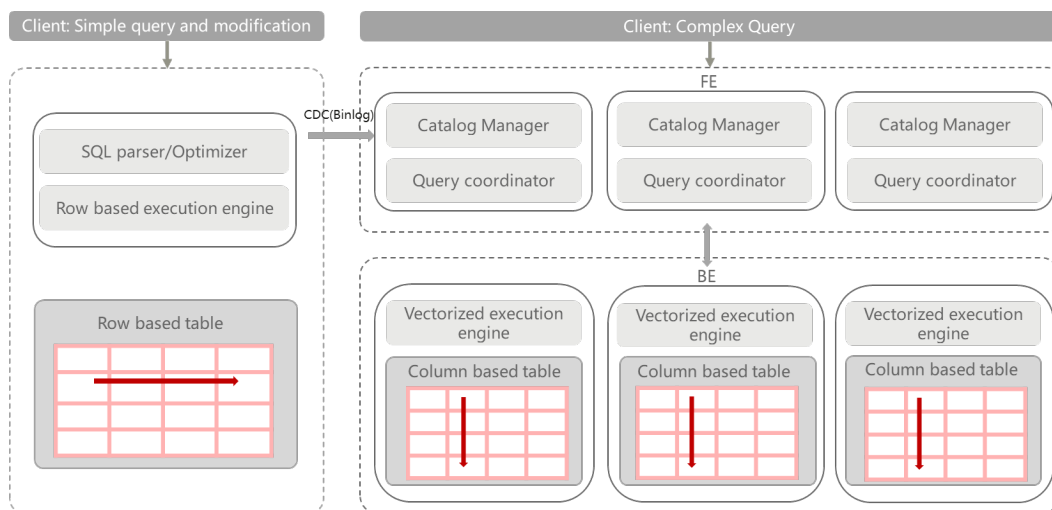 Client: Simple query and modification
Client: Complex Query
CDC(Binlog)
SQL parser/Optimizer
Row based execution engine
Row based table
FE
Catalog Manager
Query coordinator
Catalog Manager
Query coordinator
Catalog Manager
Query coordinator
BE
Vectorized execution
engine
Column based table
Vectorized execution
engine
Column based table
Vectorized execution
engine
Column based table